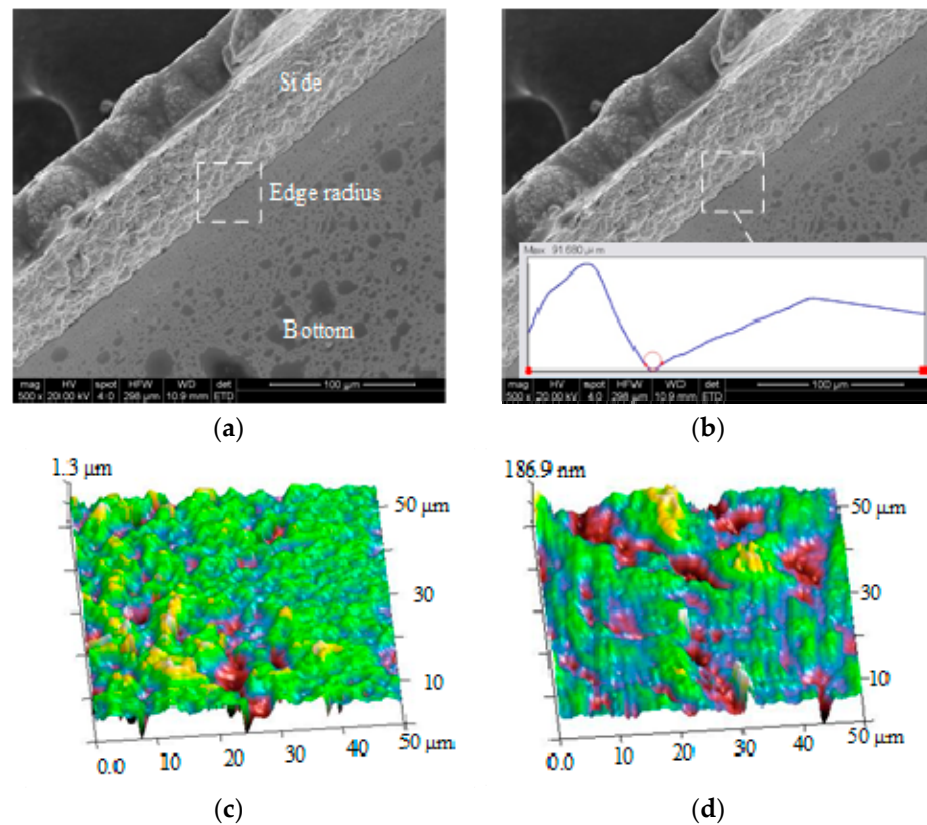 Side
Edge radius
Bottom
mag HV spot HFW WD det 100 µm
500 x 20.00 kV 4.0 298 µm 10.9 mm ETD
(a)
Max 91.680 µm
mag HV spot HFW WD det 100 µm
500 x 20.00 kV 4.0 298 µm 10.9 mm ETD
(b)
1.3 µm
50 µm
30
10
0.0 10 20 30 40 50 µm
(c)
186.9 nm
50 µm
30
10
0.0 10 20 30 40 50 µm
(d)